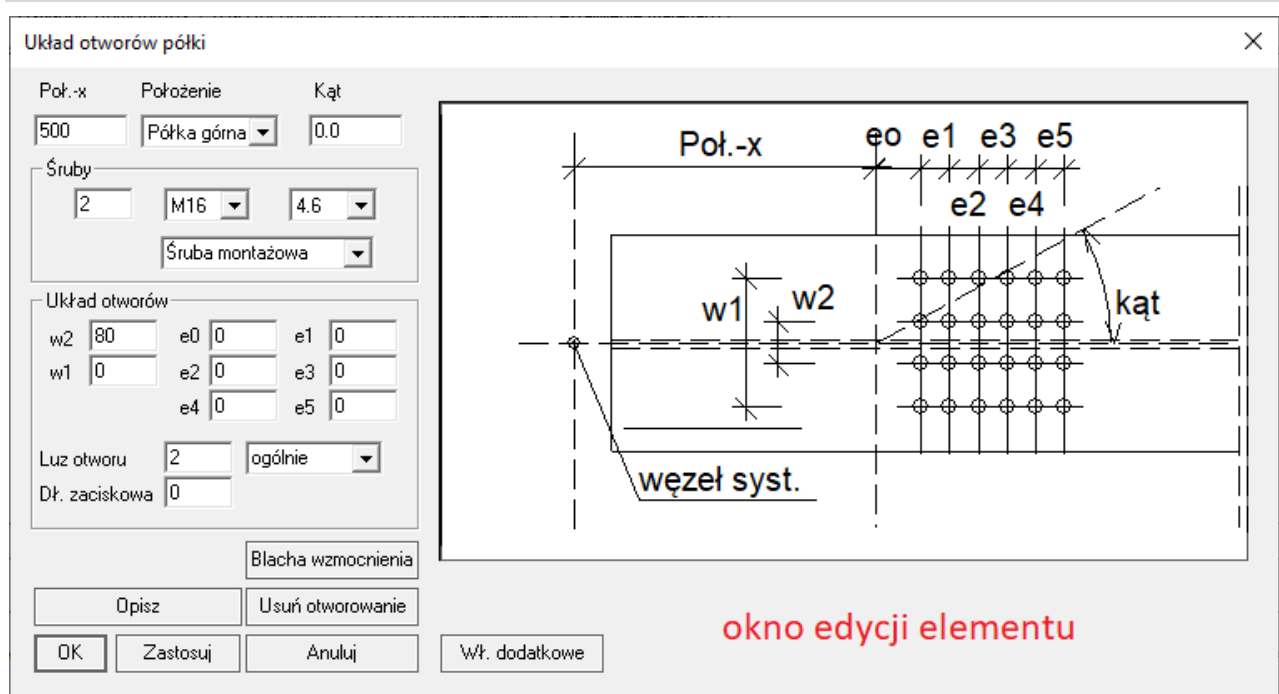 Układ otworów półki
Poł.-x Położenie Kąt
500 Półka górna 0.0
Śruby
2 M16 4.6
Śruba montażowa
Układ otworów
w2 80 e0 0 e1 0
w1 0 e2 0 e3 0
e4 0 e5 0
Luz otworu 2 ogólnie
Dł. zaciskowa 0
Blacha wzmocnienia
Opisz Usuń otworowanie
OK Zastosuj Anuluj Wł. dodatkowe
Poł.-x eo e1 e3 e5
e2 e4
w1 w2 kąt
węzeł syst.
okno edycji elementu